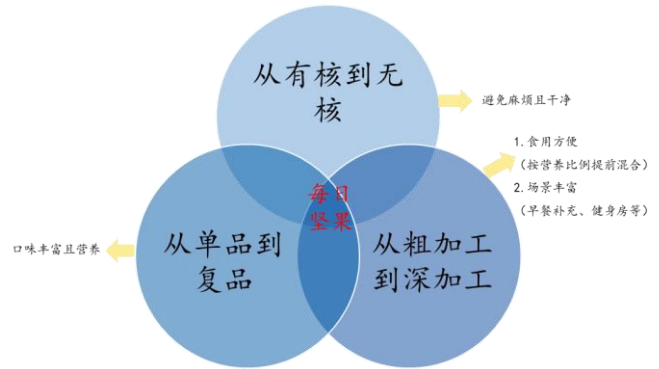 从有核到无
核
避免麻烦且干净
1.食用方便
（按营养比例提前混合）
2.场景丰富
（早餐补充、健身房等）
每日
坚果
口味丰富且营养
从单品到
复品
从粗加工
到深加工